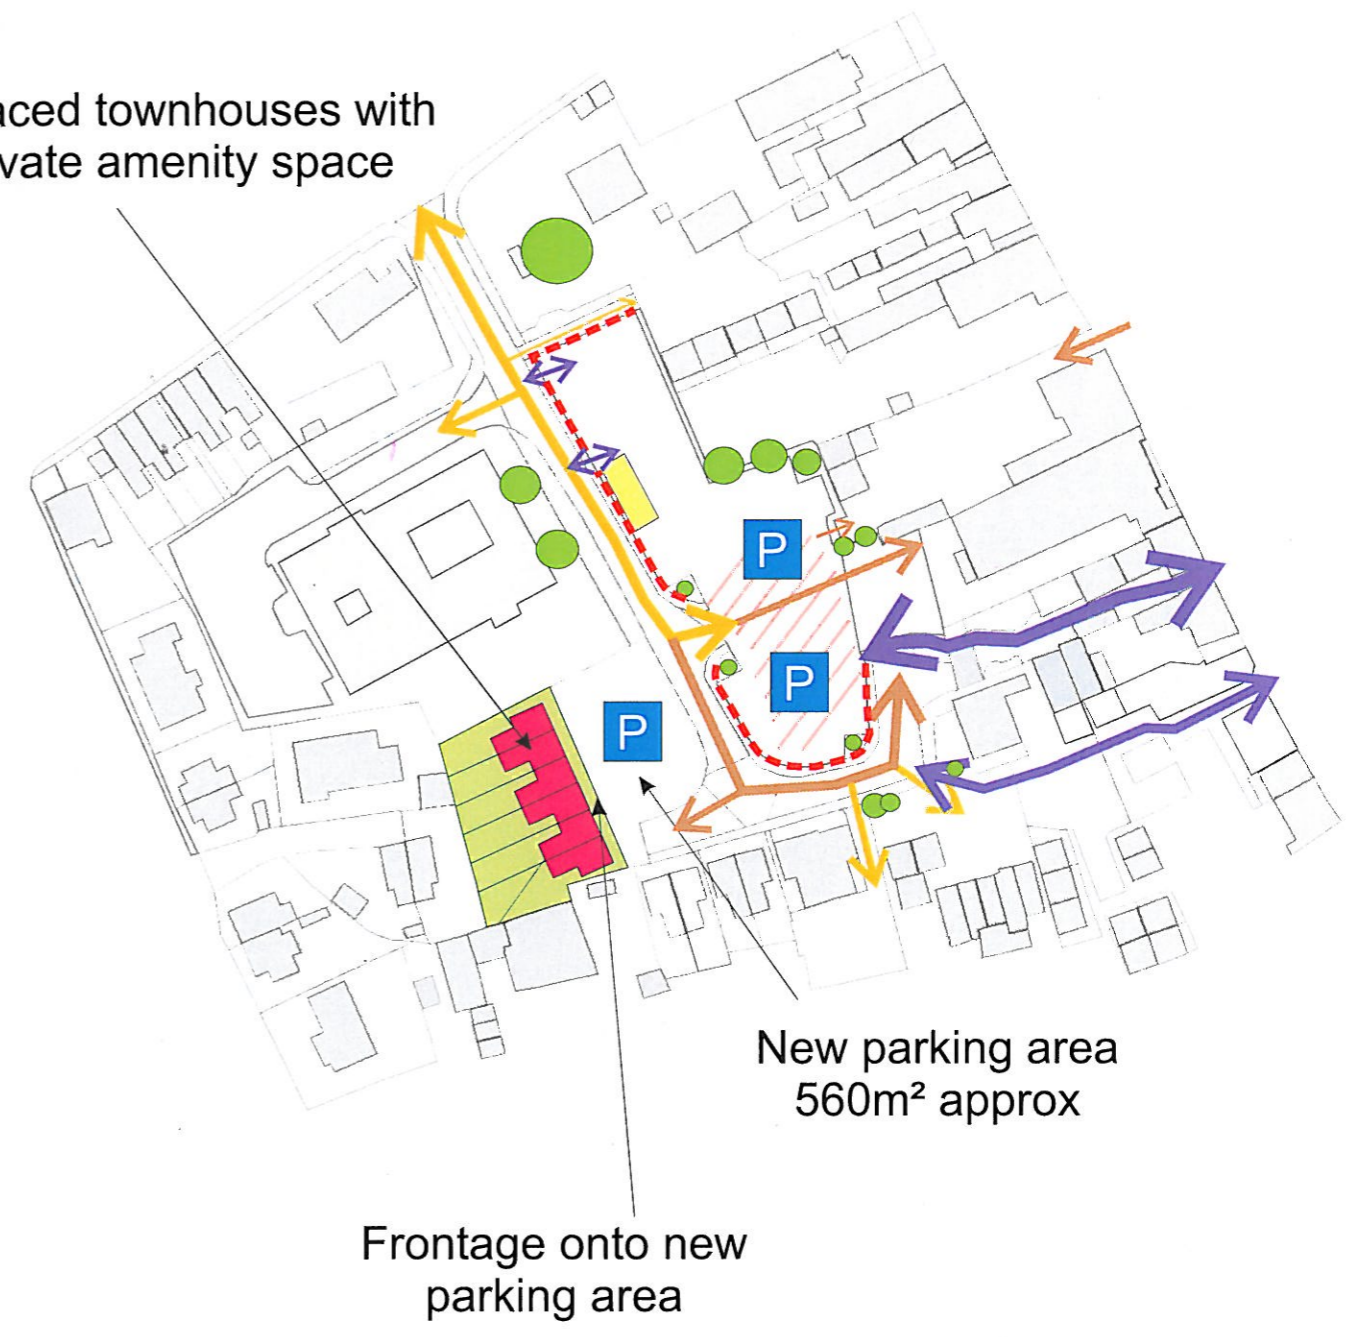 aced townhouses with
vate amenity space
P
P
P
New parking area
560m² approx
Frontage onto new
parking area